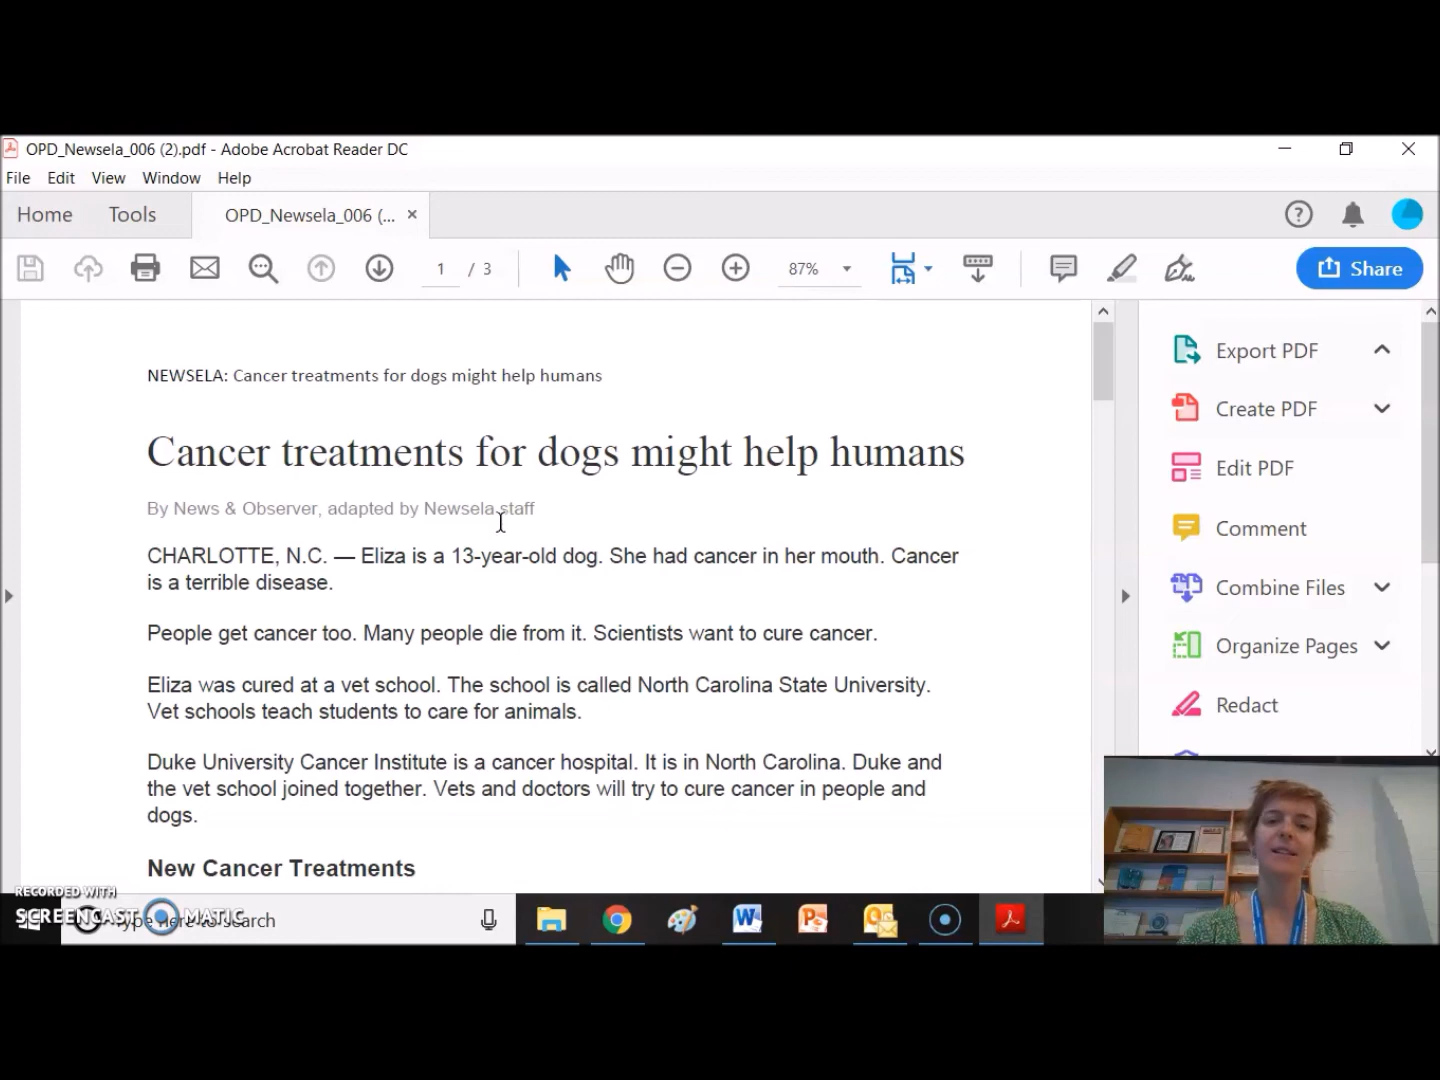 OPD_Newsela_006 (2).pdf - Adobe Acrobat Reader DC
File Edit View Window Help
Home Tools OPD_Newsela_006 (...
1 / 3 87% Share
NEWSELA: Cancer treatments for dogs might help humans
Cancer treatments for dogs might help humans
By News & Observer, adapted by Newsela staff
CHARLOTTE, N.C. — Eliza is a 13-year-old dog. She had cancer in her mouth. Cancer
is a terrible disease.
People get cancer too. Many people die from it. Scientists want to cure cancer.
Eliza was cured at a vet school. The school is called North Carolina State University.
Vet schools teach students to care for animals.
Duke University Cancer Institute is a cancer hospital. It is in North Carolina. Duke and
the vet school joined together. Vets and doctors will try to cure cancer in people and
dogs.
New Cancer Treatments
Export PDF
Create PDF
Edit PDF
Comment
Combine Files
Organize Pages
Redact
RECORDED WITH
SCREENCAST MATIC
Type here to search